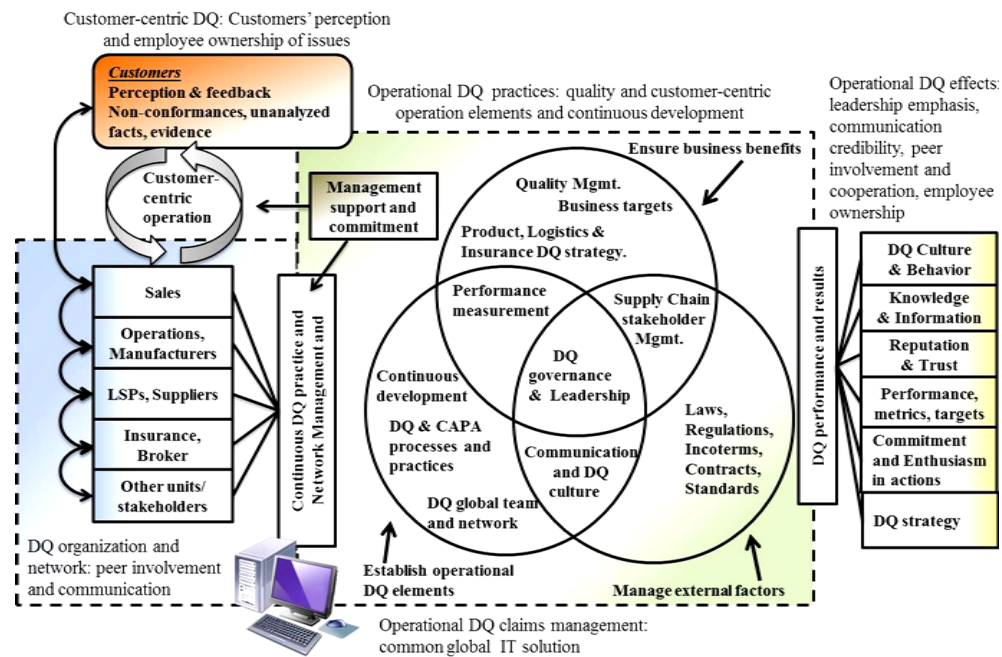 Customer-centric DQ: Customers' perception
and employee ownership of issues
Customers
Perception & feedback
Non-conformances, unanalyzed
facts, evidence
Customer-
centric
operation
Management
support and
commitment
Operational DQ practices: quality and customer-centric
operation elements and continuous development
Operational DQ effects:
leadership emphasis,
communication
credibility, peer
involvement and
cooperation, employee
ownership
Ensure business benefits
Sales
Operations,
Manufacturers
LSPs, Suppliers
Insurance,
Broker
Other units/
stakeholders
DQ organization and
network: peer involvement
and communication
Continuous DQ practice and
Network Management and
Quality Mgmt.
Business targets
Product, Logistics &
Insurance DQ strategy.
Performance
measurement
Supply Chain
stakeholder
Mgmt.
DQ
governance
& Leadership
Continuous
development
DQ & CAPA
processes and
practices
DQ global team
and network
Communication
and DQ
culture
Laws,
Regulations,
Incoterms,
Contracts,
Standards
Establish operational
DQ elements
Manage external factors
Operational DQ claims management:
common global IT solution
DQ performance and results
DQ Culture
& Behavior
Knowledge
& Information
Reputation
& Trust
Performance,
metrics, targets
Commitment
and Enthusiasm
in actions
DQ strategy